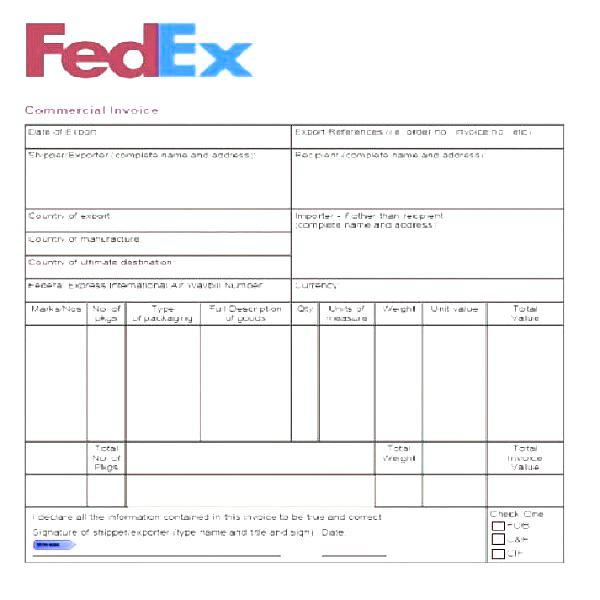 FedEx
Commercial Invoice
Date of Export
Export References (i.e. order no., invoice no., etc)
Shipper/Exporter (complete name and address):
Recipient (complete name and address):
Country of export
Importer - if other than recipient
(complete name and address)
Country of manufacture
Country of ultimate destination
Federal Express International Air Waybill Number
Currency:
Marks/Nos
No. of
pkgs
Type
of packaging
Full Description
of goods
Qty
Units of
measure
Weight
Unit value
Total
Value
Total
No. of
Pkgs
Total
Weight
Total
Invoice
Value
I declare all the information contained in this invoice to be true and correct
Signature of shipper/exporter (type name and title and sign)
Date:
Check One
FOB
C&F
CIF